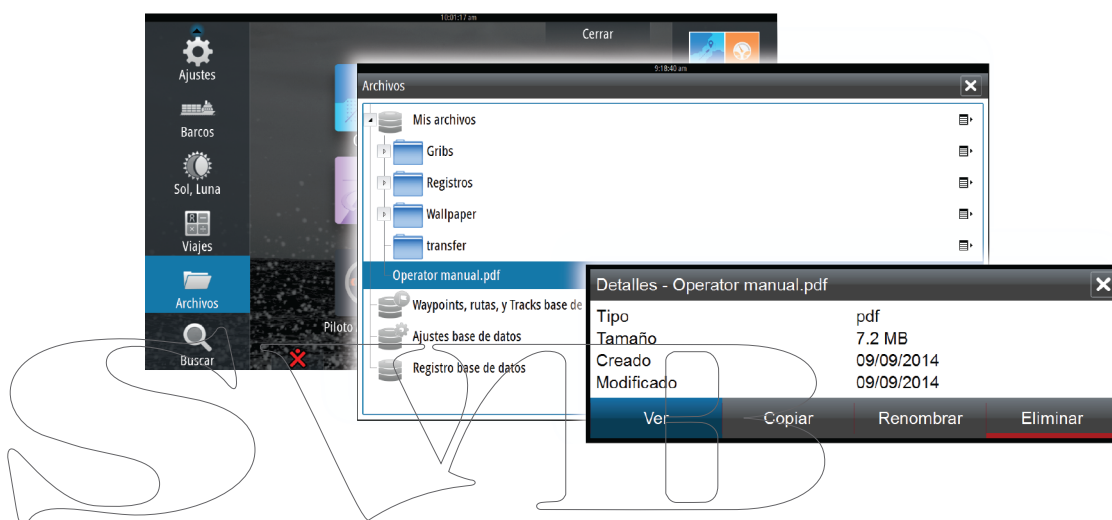 10:01:17 am
Cerrar
Ajustes
Barcos
Sol, Luna
Viajes
Archivos
Buscar
Piloto
9:18:40 am
Archivos
Mis archivos
Gribs
Registros
Wallpaper
transfer
Operator manual.pdf
Waypoints, rutas, y Tracks base de
Ajustes base de datos
Registro base de datos
Detalles - Operator manual.pdf
Tipo pdf
Tamaño 7.2 MB
Creado 09/09/2014
Modificado 09/09/2014
Ver Copiar Renombrar Eliminar
SVB